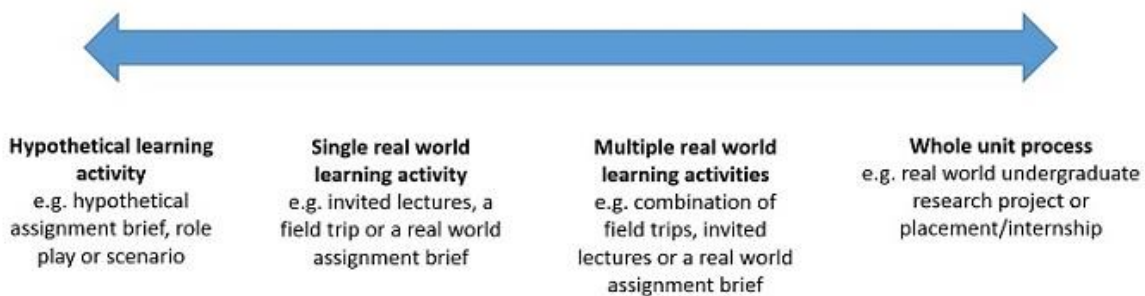 Hypothetical learning
activity
e.g. hypothetical
assignment brief, role
play or scenario
Single real world
learning activity
e.g. invited lectures, a
field trip or a real world
assignment brief
Multiple real world
learning activities
e.g. combination of
field trips, invited
lectures or a real world
assignment brief
Whole unit process
e.g. real world undergraduate
research project or
placement/internship